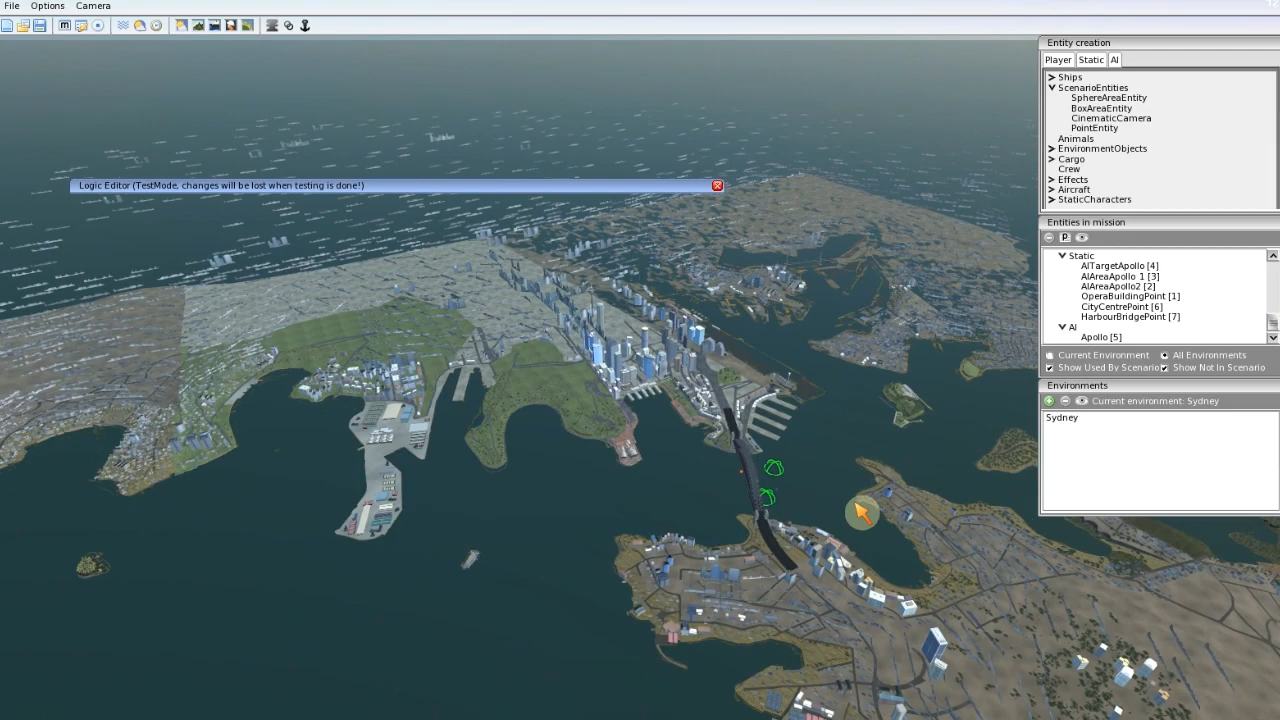 File Options Camera
m
Logic Editor (TestMode, changes will be lost when testing is done!)
Entity creation
Player Static AI
Ships
ScenarioEntities
SphereAreaEntity
BoxAreaEntity
CinematicCamera
PointEntity
Animals
EnvironmentObjects
Cargo
Crew
Effects
Aircraft
StaticCharacters
Entities in mission
P
Static
AITargetApollo [4]
AIAreaApollo 1 [3]
AIAreaApollo2 [2]
OperaBuildingPoint [1]
CityCentrePoint [6]
HarbourBridgePoint [7]
AI
Apollo [5]
Current Environment All Environments
Show Used By Scenario Show Not In Scenario
Environments
Current environment: Sydney
Sydney